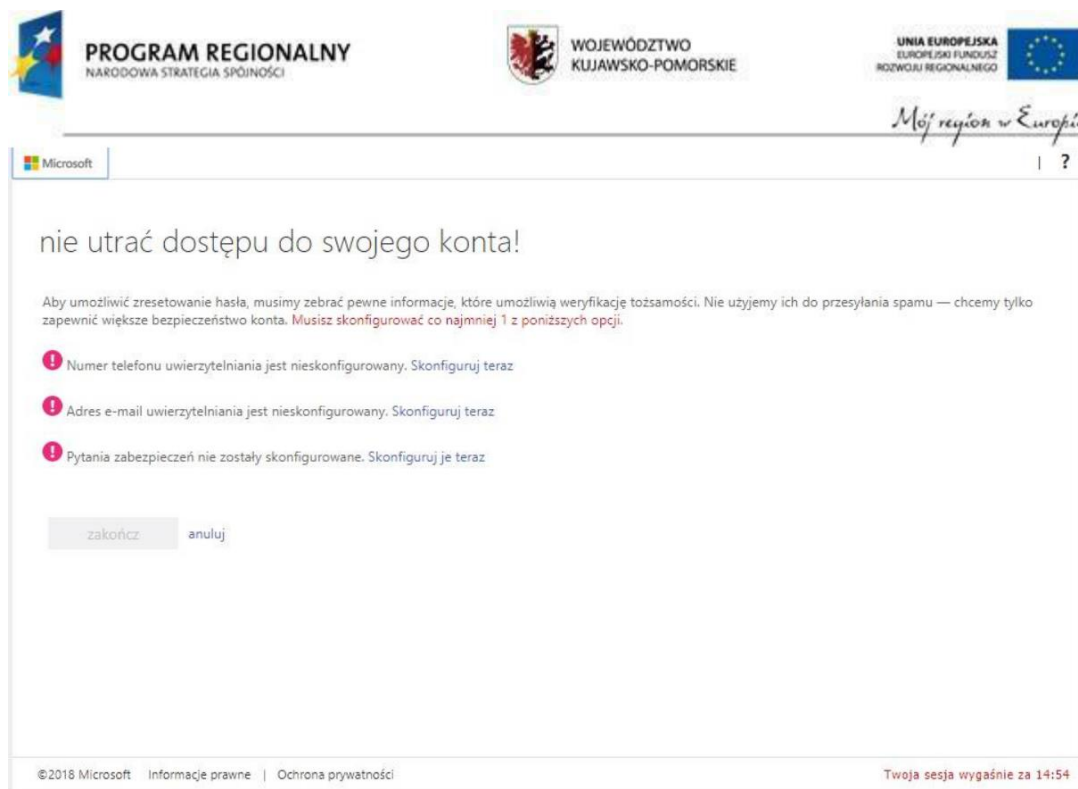 PROGRAM REGIONALNY
NARODOWA STRATEGIA SPÓJNOŚCI
WOJEWÓDZTWO
KUJAWSKO-POMORSKIE
UNIA EUROPEJSKA
EUROPEJSKI FUNDUSZ
ROZWOJU REGIONALNEGO
Mój region w Europi
Microsoft
| ?
nie utrać dostępu do swojego konta!
Aby umożliwić zresetowanie hasła, musimy zebrać pewne informacje, które umożliwią weryfikację tożsamości. Nie użyjemy ich do przesyłania spamu — chcemy tylko
zapewnić większe bezpieczeństwo konta. Musisz skonfigurować co najmniej 1 z poniższych opcji.
! Numer telefonu uwierzytelniania jest nieskonfigurowany. Skonfiguruj teraz
! Adres e-mail uwierzytelniania jest nieskonfigurowany. Skonfiguruj teraz
! Pytania zabezpieczeń nie zostały skonfigurowane. Skonfiguruj je teraz
zakończ anuluj
©2018 Microsoft Informacje prawne | Ochrona prywatności Twoja sesja wygaśnie za 14:54